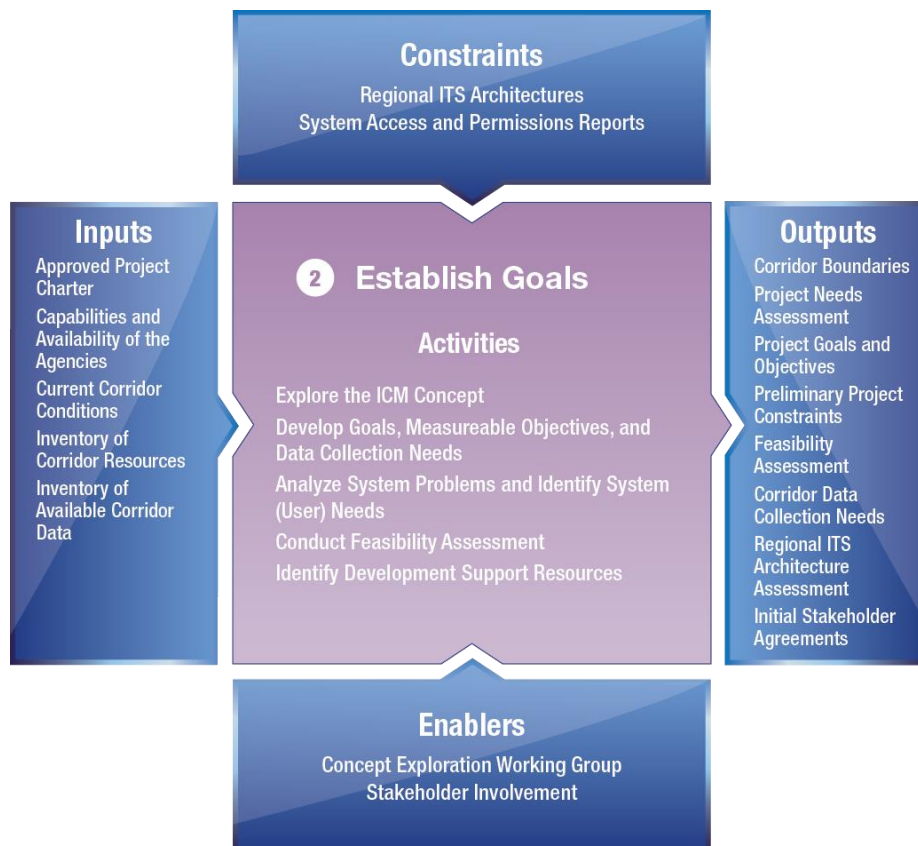 Constraints
Regional ITS Architectures
System Access and Permissions Reports
Inputs
Approved Project
Charter
Capabilities and
Availability of the
Agencies
Current Corridor
Conditions
Inventory of
Corridor Resources
Inventory of
Available Corridor
Data
2 Establish Goals
Activities
Explore the ICM Concept
Develop Goals, Measureable Objectives, and
Data Collection Needs
Analyze System Problems and Identify System
(User) Needs
Conduct Feasibility Assessment
Identify Development Support Resources
Outputs
Corridor Boundaries
Project Needs
Assessment
Project Goals and
Objectives
Preliminary Project
Constraints
Feasibility
Assessment
Corridor Data
Collection Needs
Regional ITS
Architecture
Assessment
Initial Stakeholder
Agreements
Enablers
Concept Exploration Working Group
Stakeholder Involvement